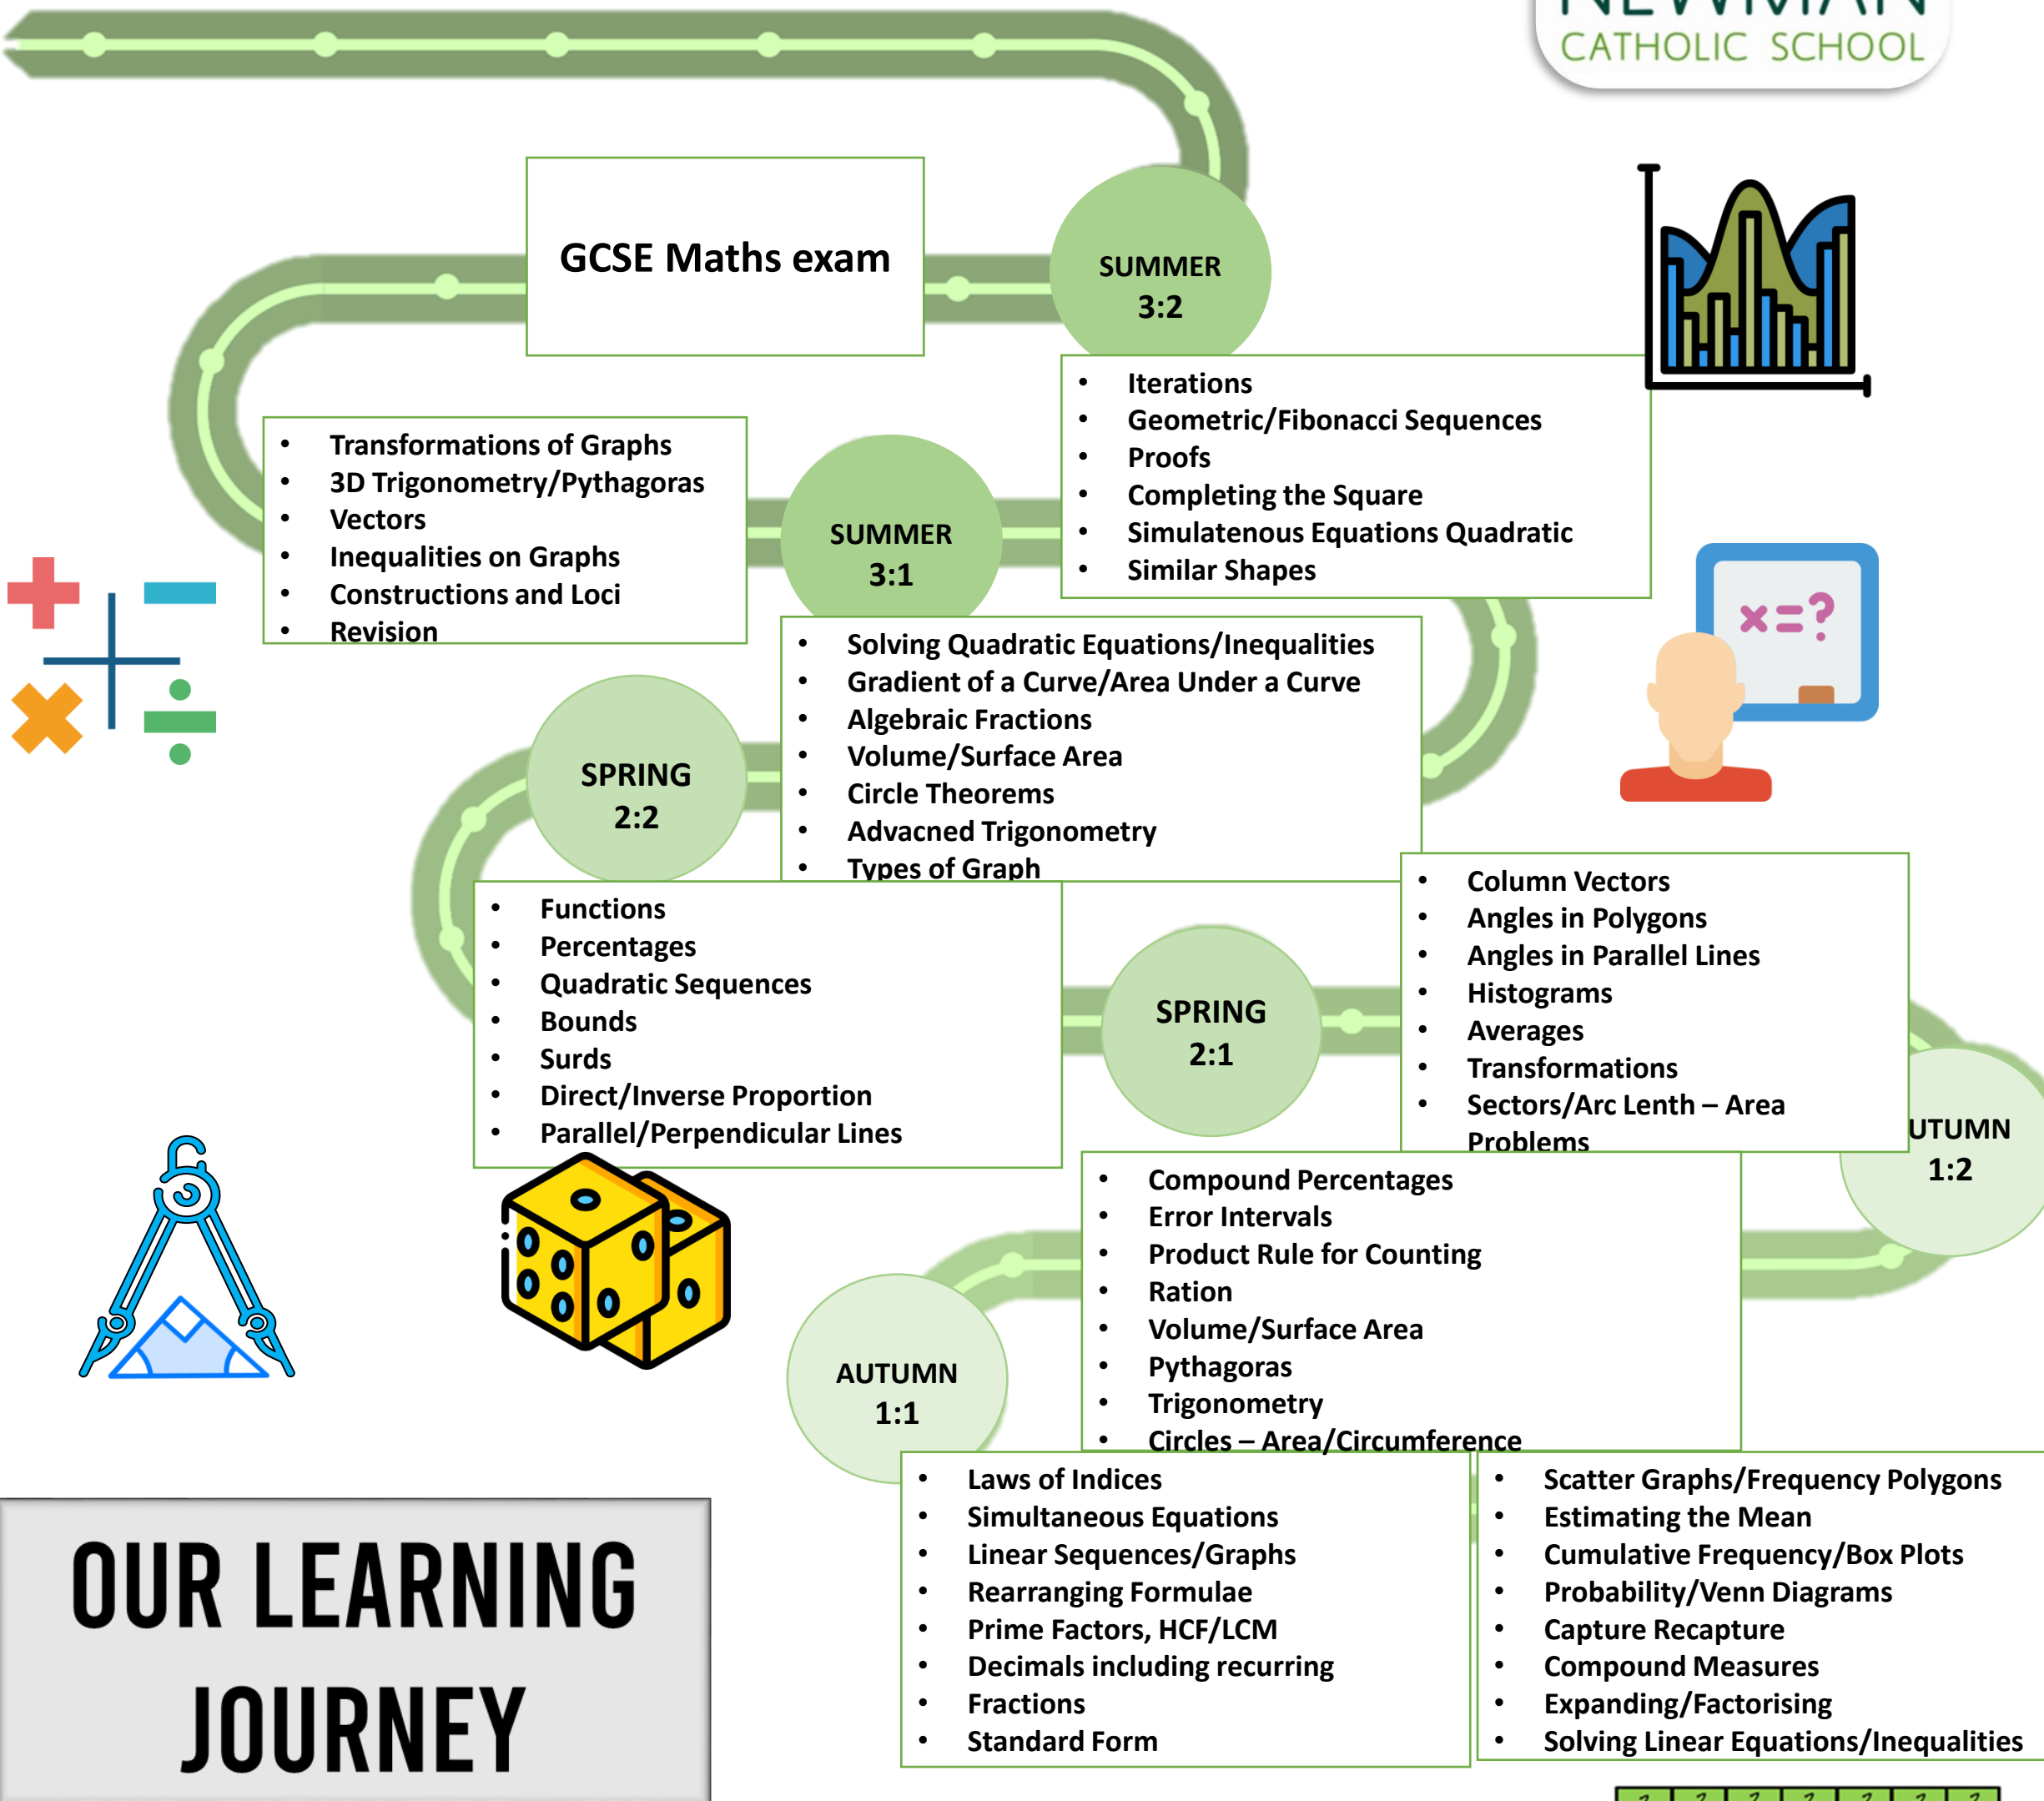 NEWMAN
CATHOLIC SCHOOL
GCSE Maths exam
SUMMER
3:2
• Iterations
• Geometric/Fibonacci Sequences
• Proofs
• Completing the Square
• Simulatenous Equations Quadratic
• Similar Shapes
• Transformations of Graphs
• 3D Trigonometry/Pythagoras
• Vectors
• Inequalities on Graphs
• Constructions and Loci
• Revision
SUMMER
3:1
x=?
• Solving Quadratic Equations/Inequalities
• Gradient of a Curve/Area Under a Curve
• Algebraic Fractions
• Volume/Surface Area
• Circle Theorems
• Advacned Trigonometry
• Types of Graph
SPRING
2:2
• Functions
• Percentages
• Quadratic Sequences
• Bounds
• Surds
• Direct/Inverse Proportion
• Parallel/Perpendicular Lines
SPRING
2:1
• Column Vectors
• Angles in Polygons
• Angles in Parallel Lines
• Histograms
• Averages
• Transformations
• Sectors/Arc Lenth – Area
Problems
UTUMN
1:2
• Compound Percentages
• Error Intervals
• Product Rule for Counting
• Ration
• Volume/Surface Area
• Pythagoras
• Trigonometry
• Circles – Area/Circumference
AUTUMN
1:1
• Laws of Indices
• Simultaneous Equations
• Linear Sequences/Graphs
• Rearranging Formulae
• Prime Factors, HCF/LCM
• Decimals including recurring
• Fractions
• Standard Form
• Scatter Graphs/Frequency Polygons
• Estimating the Mean
• Cumulative Frequency/Box Plots
• Probability/Venn Diagrams
• Capture Recapture
• Compound Measures
• Expanding/Factorising
• Solving Linear Equations/Inequalities
OUR LEARNING
JOURNEY